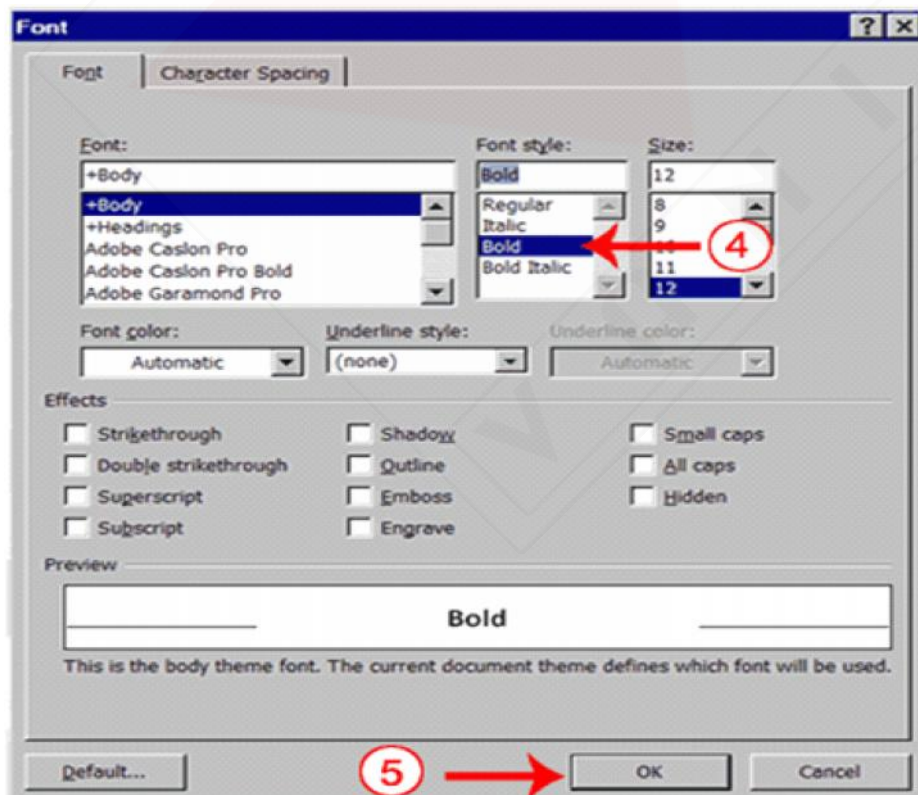 Font
Font Character Spacing
Font: Font style: Size:
+Body Bold 12
+Body Regular 8
+Headings Italic 9
Adobe Caslon Pro Bold 4
Adobe Caslon Pro Bold Bold Italic 11
Adobe Garamond Pro 12
Font color: Underline style: Underline color:
Automatic (none) Automatic
Effects
Strikethrough Shadow Small caps
Double strikethrough Outline All caps
Superscript Emboss Hidden
Subscript Engrave
Preview
Bold
This is the body theme font. The current document theme defines which font will be used.
Default... 5 OK Cancel